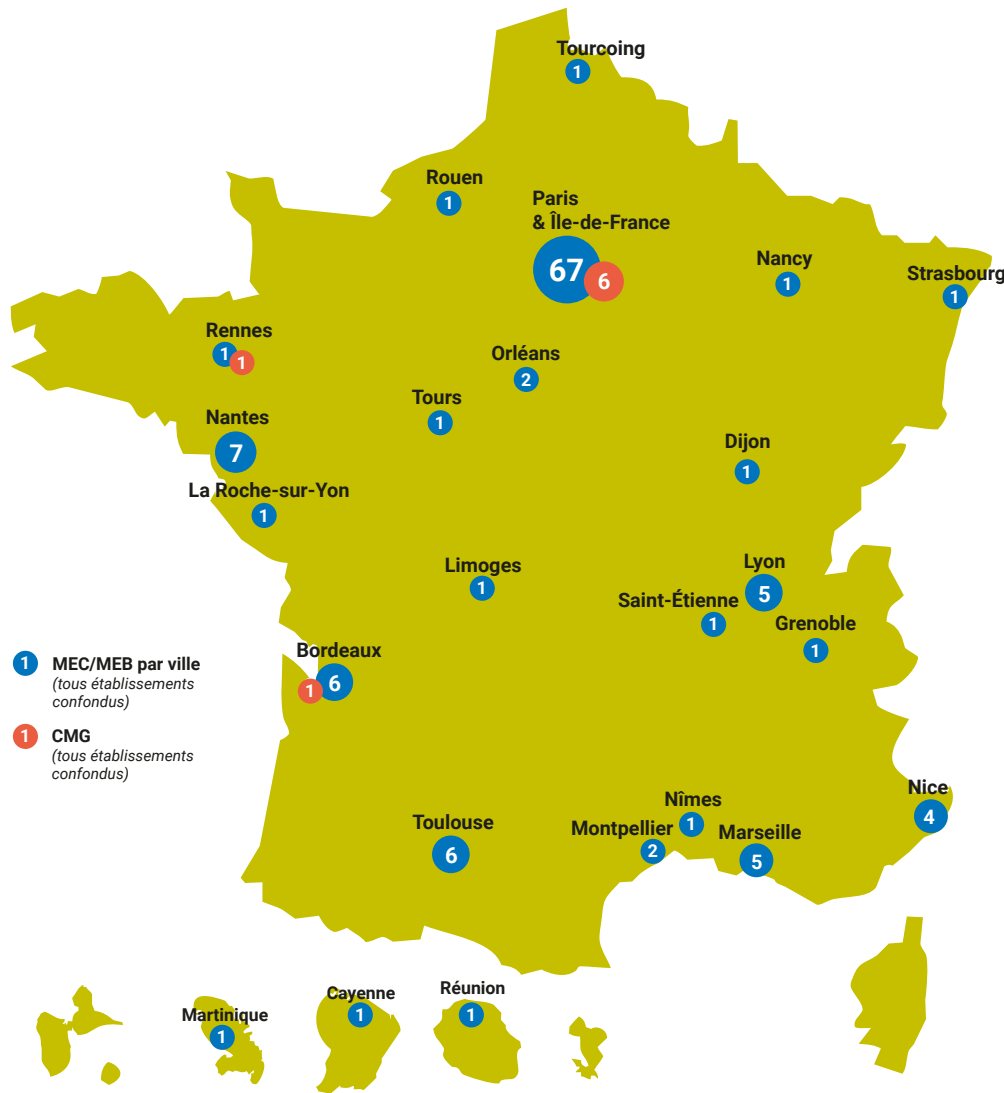 Tourcoing
1
Rouen
1
Paris
& Île-de-France
67
6
Nancy
1
Strasbourg
1
Rennes
1
1
Orléans
2
Tours
1
Nantes
7
Dijon
1
La Roche-sur-Yon
1
Limoges
1
Lyon
5
Saint-Étienne
1
Grenoble
1
Bordeaux
1
6
1
MEC/MEB par ville
(tous établissements
confondus)
1
CMG
(tous établissements
confondus)
Nice
4
Nîmes
1
Toulouse
6
Montpellier
2
Marseille
5
Martinique
1
Cayenne
1
Réunion
1